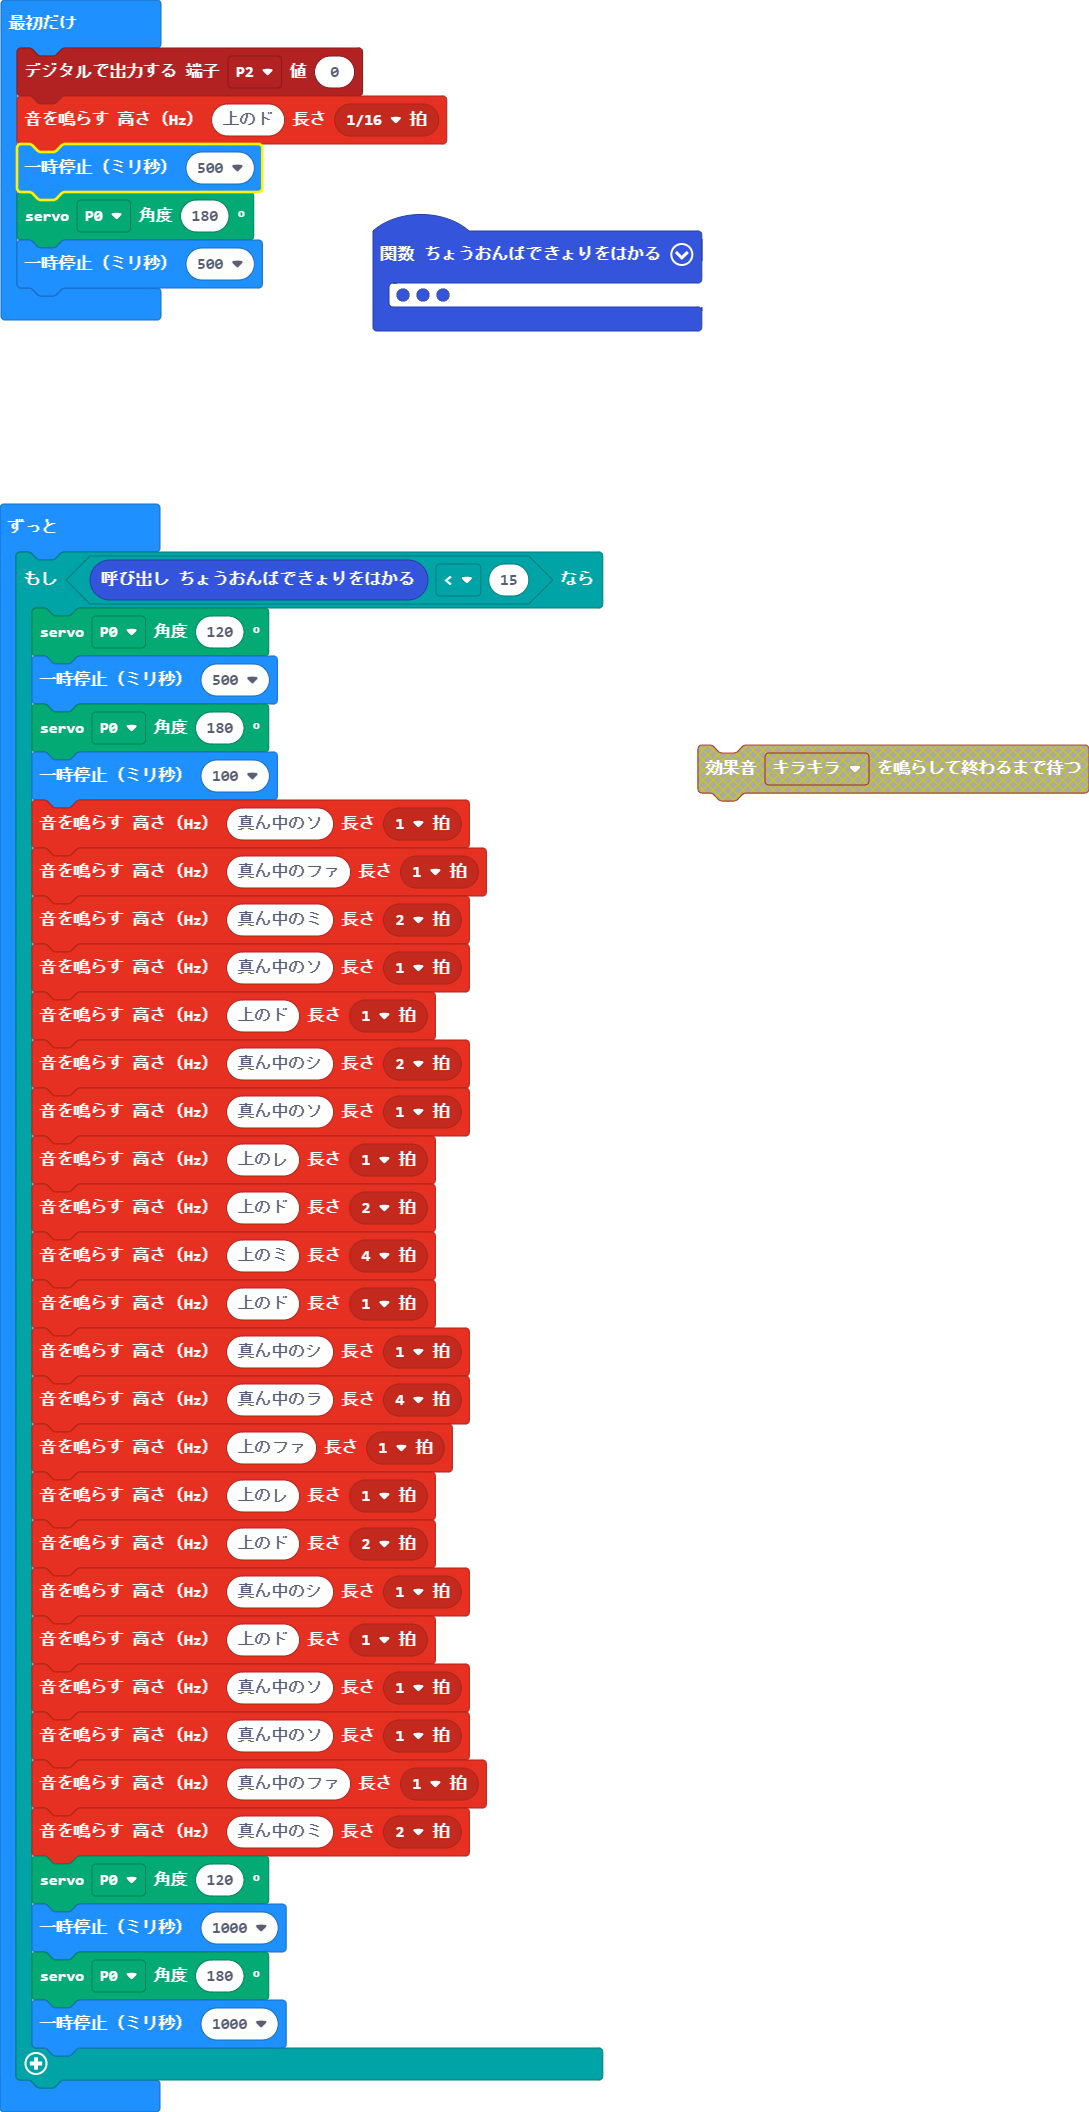 最初だけ
デジタルで出力する 端子 P2 値 0
音を鳴らす 高さ (Hz) 上のド 長さ 1/16 拍
一時停止 (ミリ秒) 500
servo P0 角度 180 °
一時停止 (ミリ秒) 500
関数 ちょうおんぱできょりをはかる
ずっと
もし 呼び出し ちょうおんぱできょりをはかる < 15 なら
servo P0 角度 120 °
一時停止 (ミリ秒) 500
servo P0 角度 180 °
一時停止 (ミリ秒) 100
効果音 キラキラ を鳴らして終わるまで待つ
音を鳴らす 高さ (Hz) 真ん中のソ 長さ 1 拍
音を鳴らす 高さ (Hz) 真ん中のファ 長さ 1 拍
音を鳴らす 高さ (Hz) 真ん中のミ 長さ 2 拍
音を鳴らす 高さ (Hz) 真ん中のソ 長さ 1 拍
音を鳴らす 高さ (Hz) 上のド 長さ 1 拍
音を鳴らす 高さ (Hz) 真ん中のシ 長さ 2 拍
音を鳴らす 高さ (Hz) 真ん中のソ 長さ 1 拍
音を鳴らす 高さ (Hz) 上のレ 長さ 1 拍
音を鳴らす 高さ (Hz) 上のド 長さ 2 拍
音を鳴らす 高さ (Hz) 上のミ 長さ 4 拍
音を鳴らす 高さ (Hz) 上のド 長さ 1 拍
音を鳴らす 高さ (Hz) 真ん中のシ 長さ 1 拍
音を鳴らす 高さ (Hz) 真ん中のラ 長さ 4 拍
音を鳴らす 高さ (Hz) 上のファ 長さ 1 拍
音を鳴らす 高さ (Hz) 上のレ 長さ 1 拍
音を鳴らす 高さ (Hz) 上のド 長さ 2 拍
音を鳴らす 高さ (Hz) 真ん中のシ 長さ 1 拍
音を鳴らす 高さ (Hz) 上のド 長さ 1 拍
音を鳴らす 高さ (Hz) 真ん中のソ 長さ 1 拍
音を鳴らす 高さ (Hz) 真ん中のソ 長さ 1 拍
音を鳴らす 高さ (Hz) 真ん中のファ 長さ 1 拍
音を鳴らす 高さ (Hz) 真ん中のミ 長さ 2 拍
servo P0 角度 120 °
一時停止 (ミリ秒) 1000
servo P0 角度 180 °
一時停止 (ミリ秒) 1000